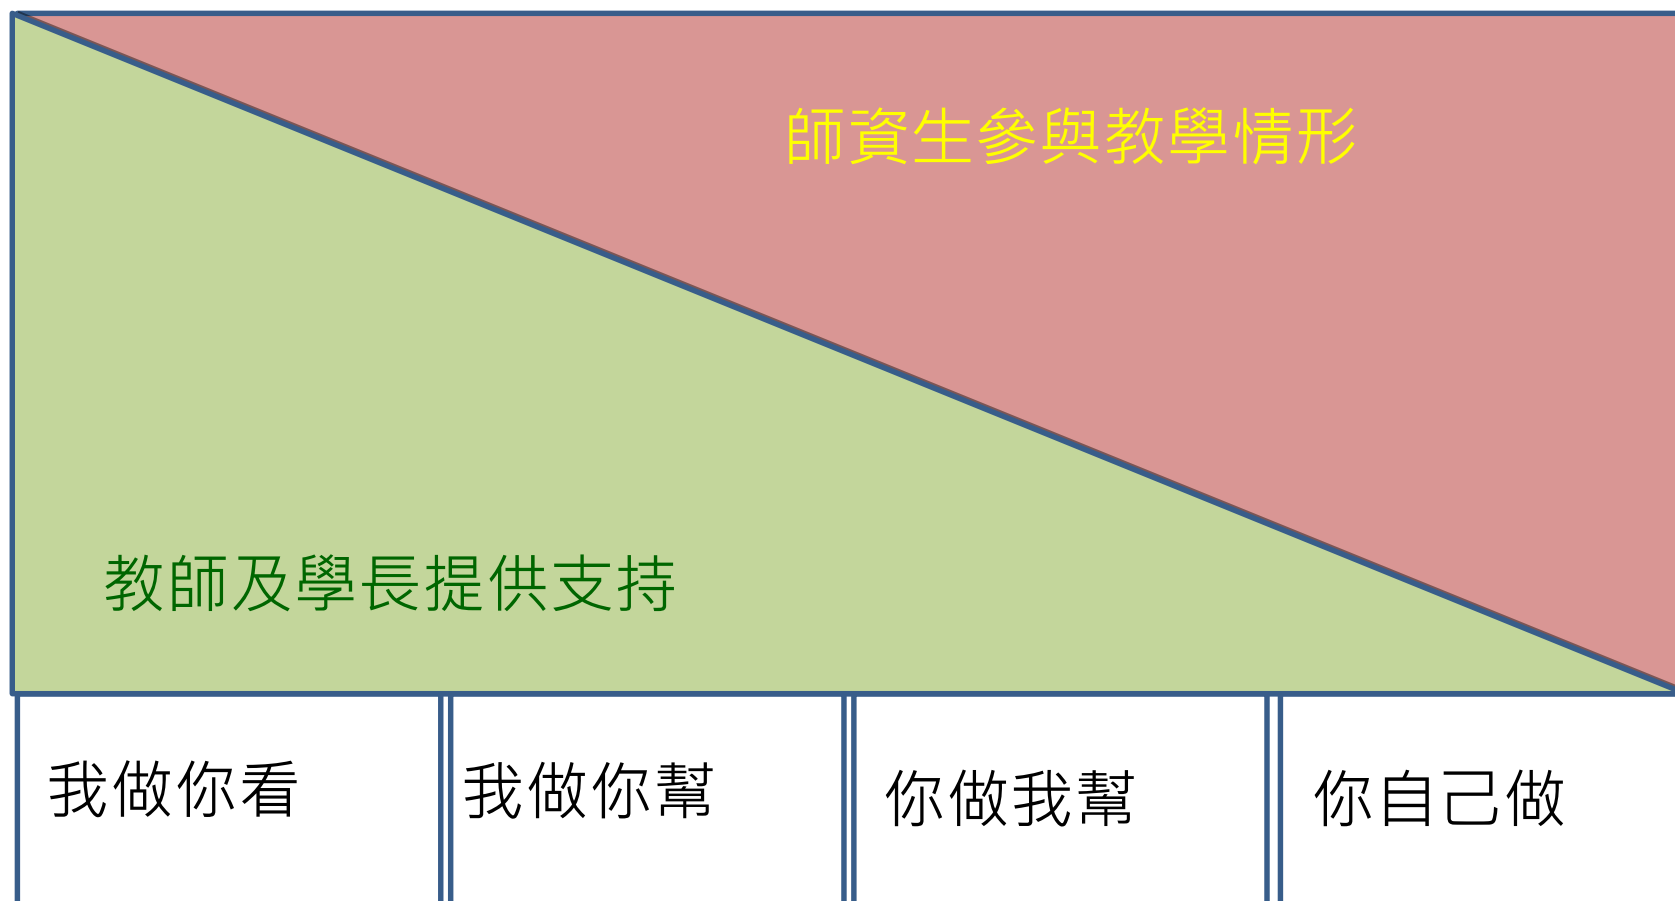 師資生參與教學情形
教師及學長提供支持
我做你看
我做你幫
你做我幫
你自己做